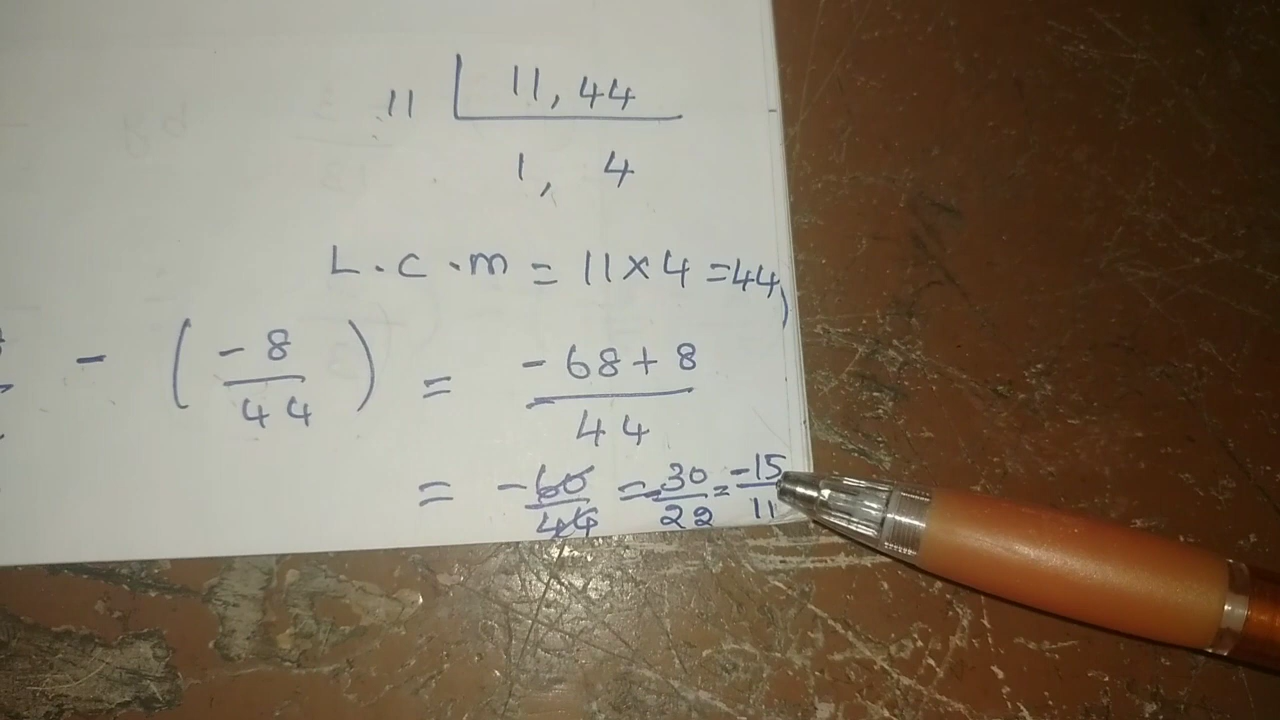 11 | 11, 44
1, 4
L.C.M = 11 × 4 = 44
- (-8/44) = -68+8/44
= -60/44 = -30/22 = -15/11